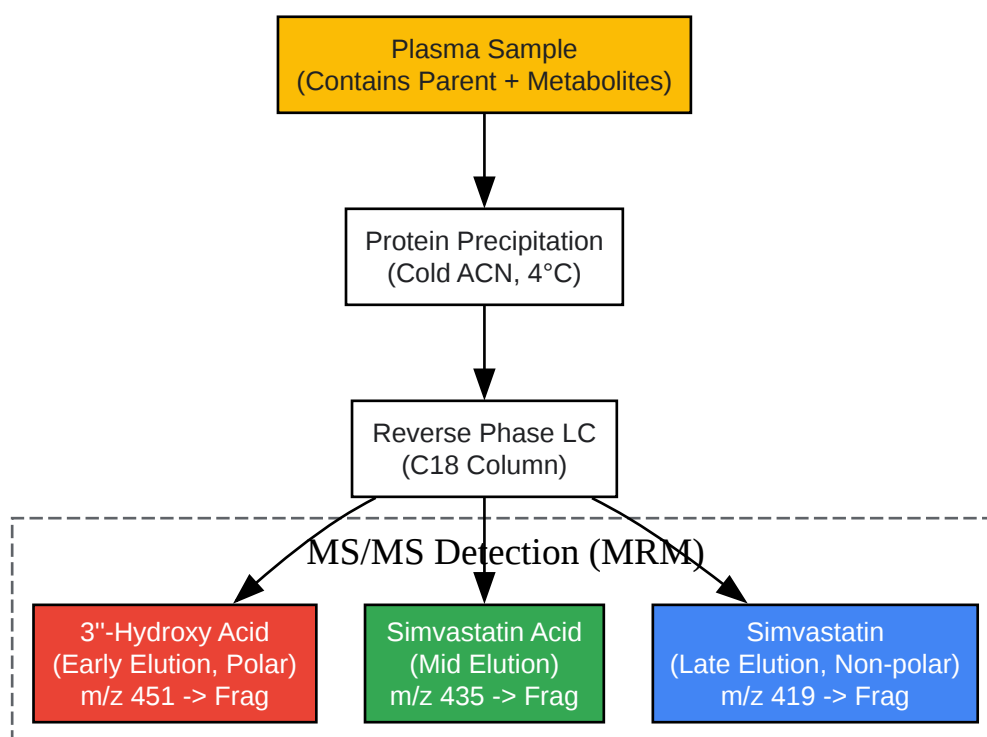 Plasma Sample
(Contains Parent + Metabolites)
Protein Precipitation
(Cold ACN, 4°C)
Reverse Phase LC
(C18 Column)
MS/MS Detection (MRM)
3''-Hydroxy Acid
(Early Elution, Polar)
m/z 451 -> Frag
Simvastatin Acid
(Mid Elution)
m/z 435 -> Frag
Simvastatin
(Late Elution, Non-polar)
m/z 419 -> Frag